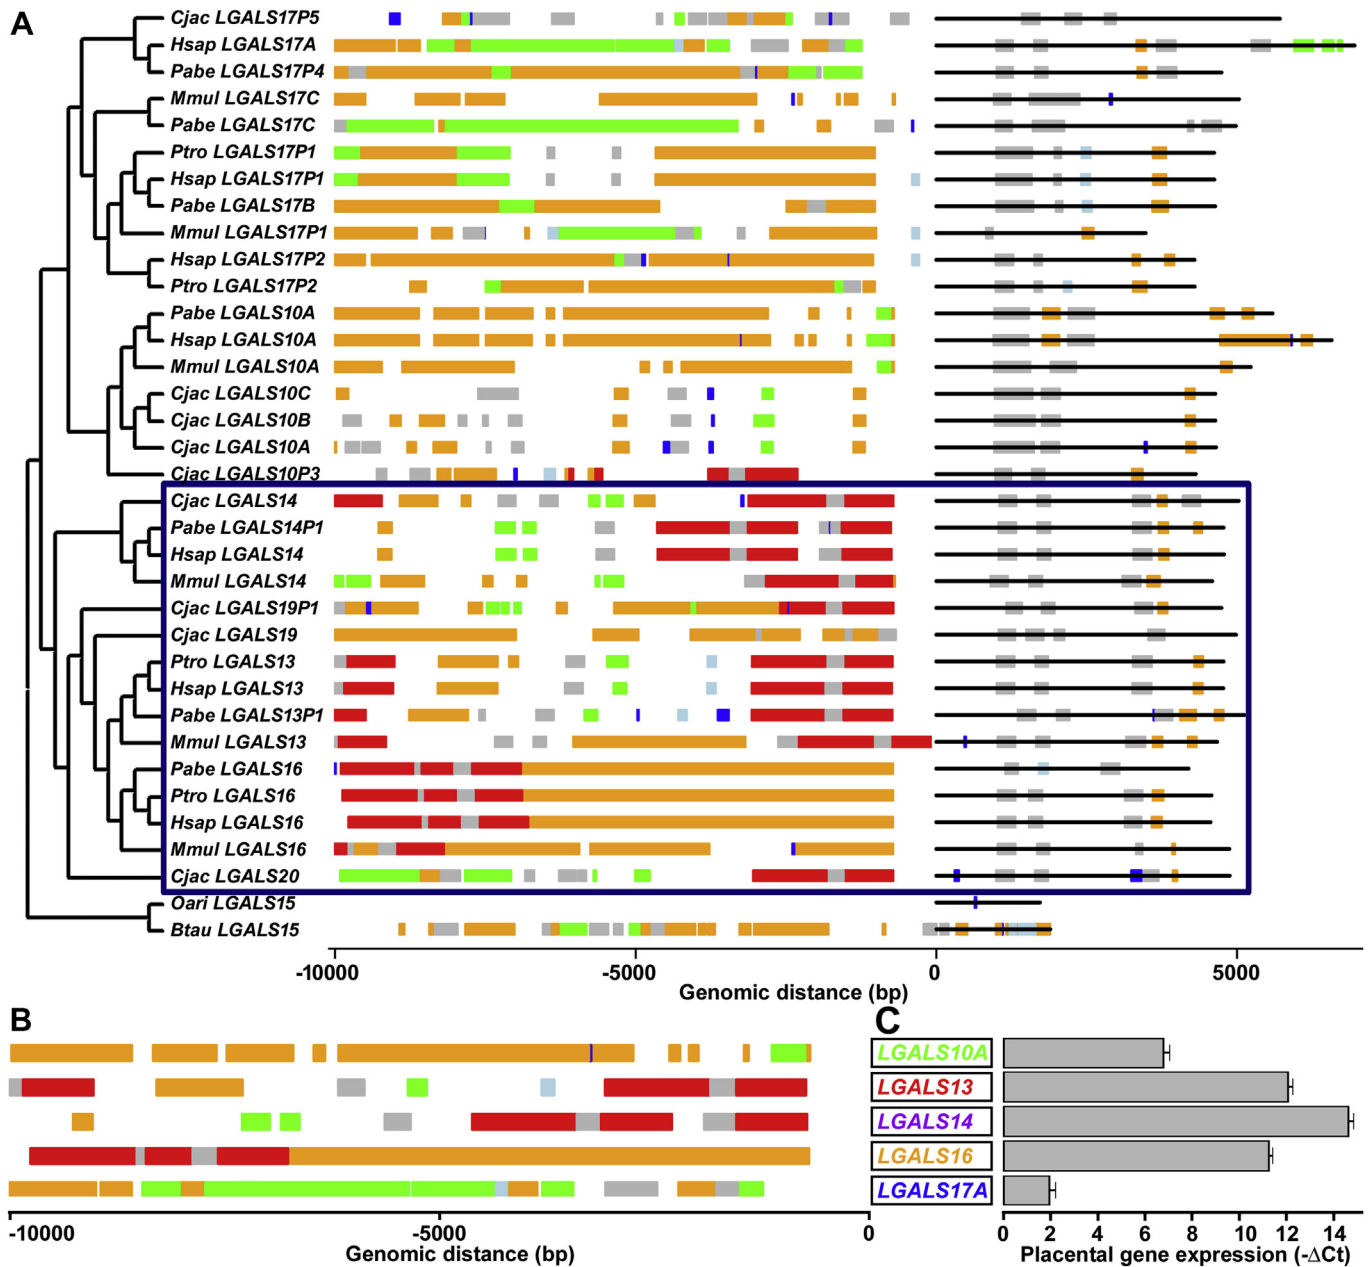 A
Cjac LGALS17P5
Hsap LGALS17A
Pabe LGALS17P4
Mmul LGALS17C
Pabe LGALS17C
Ptro LGALS17P1
Hsap LGALS17P1
Pabe LGALS17B
Mmul LGALS17P1
Hsap LGALS17P2
Ptro LGALS17P2
Pabe LGALS10A
Hsap LGALS10A
Mmul LGALS10A
Cjac LGALS10C
Cjac LGALS10B
Cjac LGALS10A
Cjac LGALS10P3
Cjac LGALS14
Pabe LGALS14P1
Hsap LGALS14
Mmul LGALS14
Cjac LGALS19P1
Cjac LGALS19
Ptro LGALS13
Hsap LGALS13
Pabe LGALS13P1
Mmul LGALS13
Pabe LGALS16
Ptro LGALS16
Hsap LGALS16
Mmul LGALS16
Cjac LGALS20
Oari LGALS15
Btau LGALS15
-10000 -5000 0 5000
Genomic distance (bp)
B
-10000 -5000 0
Genomic distance (bp)
C
LGALS10A
LGALS13
LGALS14
LGALS16
LGALS17A
0 2 4 6 8 10 12 14
Placental gene expression (-ΔCt)